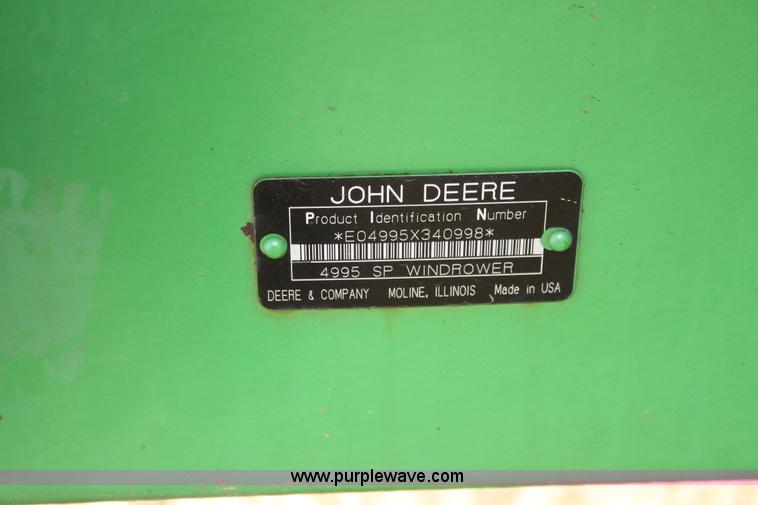 JOHN DEERE
Product Identification Number
*E04995X340998*
4995 SP WINDROWER
DEERE & COMPANY MOLINE, ILLINOIS Made in USA
www.purplewave.com